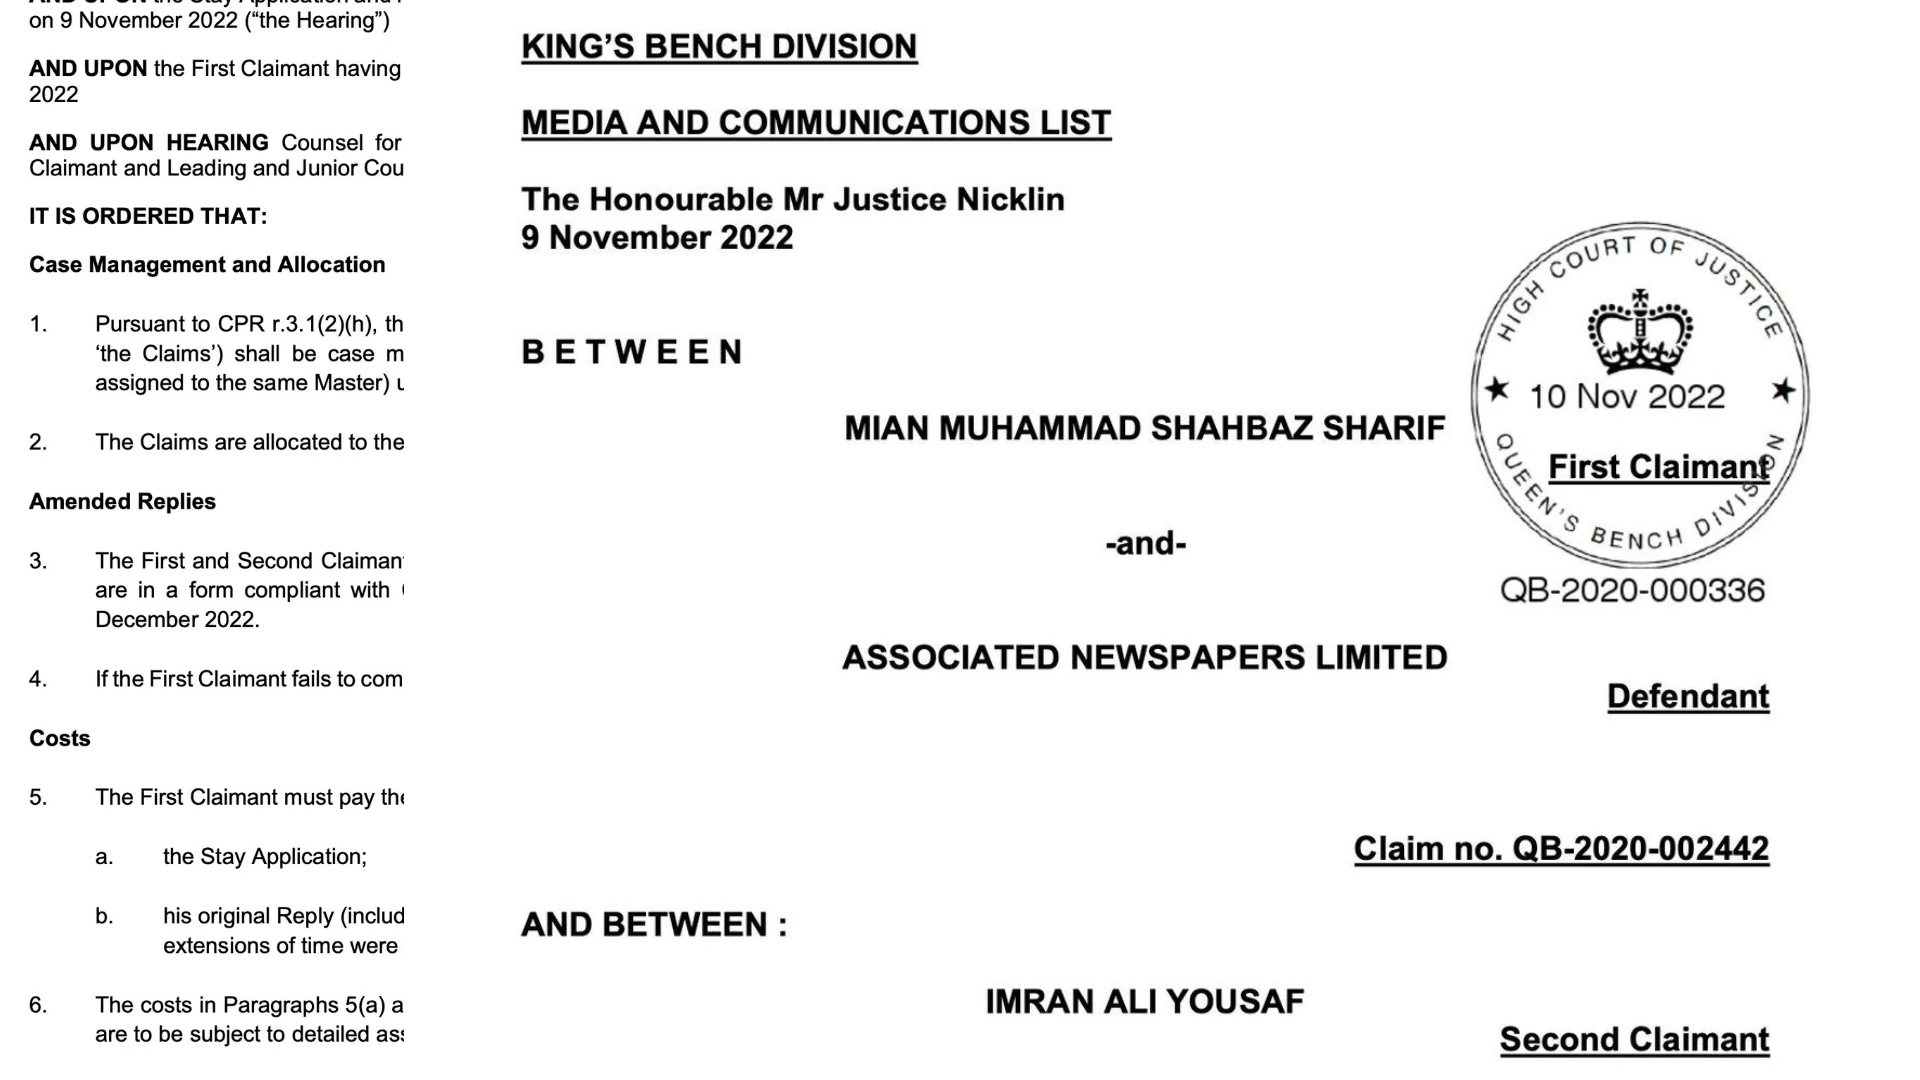 on 9 November 2022 (“the Hearing”)
AND UPON the First Claimant having
2022
AND UPON HEARING Counsel for
Claimant and Leading and Junior Cou
IT IS ORDERED THAT:
Case Management and Allocation
1. Pursuant to CPR r.3.1(2)(h), th
‘the Claims’) shall be case m
assigned to the same Master) u
2. The Claims are allocated to the
Amended Replies
3. The First and Second Claiman
are in a form compliant with
December 2022.
4. If the First Claimant fails to com
Costs
5. The First Claimant must pay the
a. the Stay Application;
b. his original Reply (includ
extensions of time were
6. The costs in Paragraphs 5(a) a
are to be subject to detailed ass
KING’S BENCH DIVISION
MEDIA AND COMMUNICATIONS LIST
The Honourable Mr Justice Nicklin
9 November 2022
HIGH COURT OF JUSTICE
10 Nov 2022
QUEEN’S BENCH DIVISION
QB-2020-000336
B E T W E E N
MIAN MUHAMMAD SHAHBAZ SHARIF
First Claimant
-and-
ASSOCIATED NEWSPAPERS LIMITED
Defendant
Claim no. QB-2020-002442
AND BETWEEN :
IMRAN ALI YOUSAF
Second Claimant